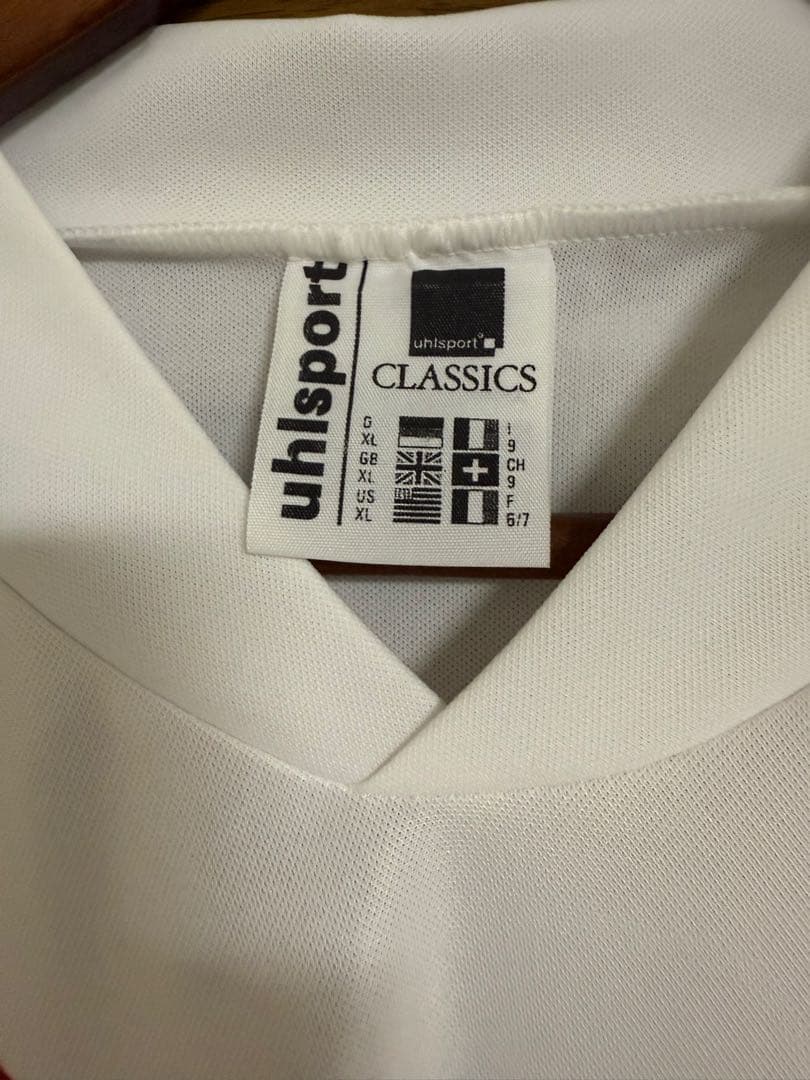 uhlsport
uhlsport
CLASSICS
D XL I 9
GB XL CH 9
US XL F 6/7